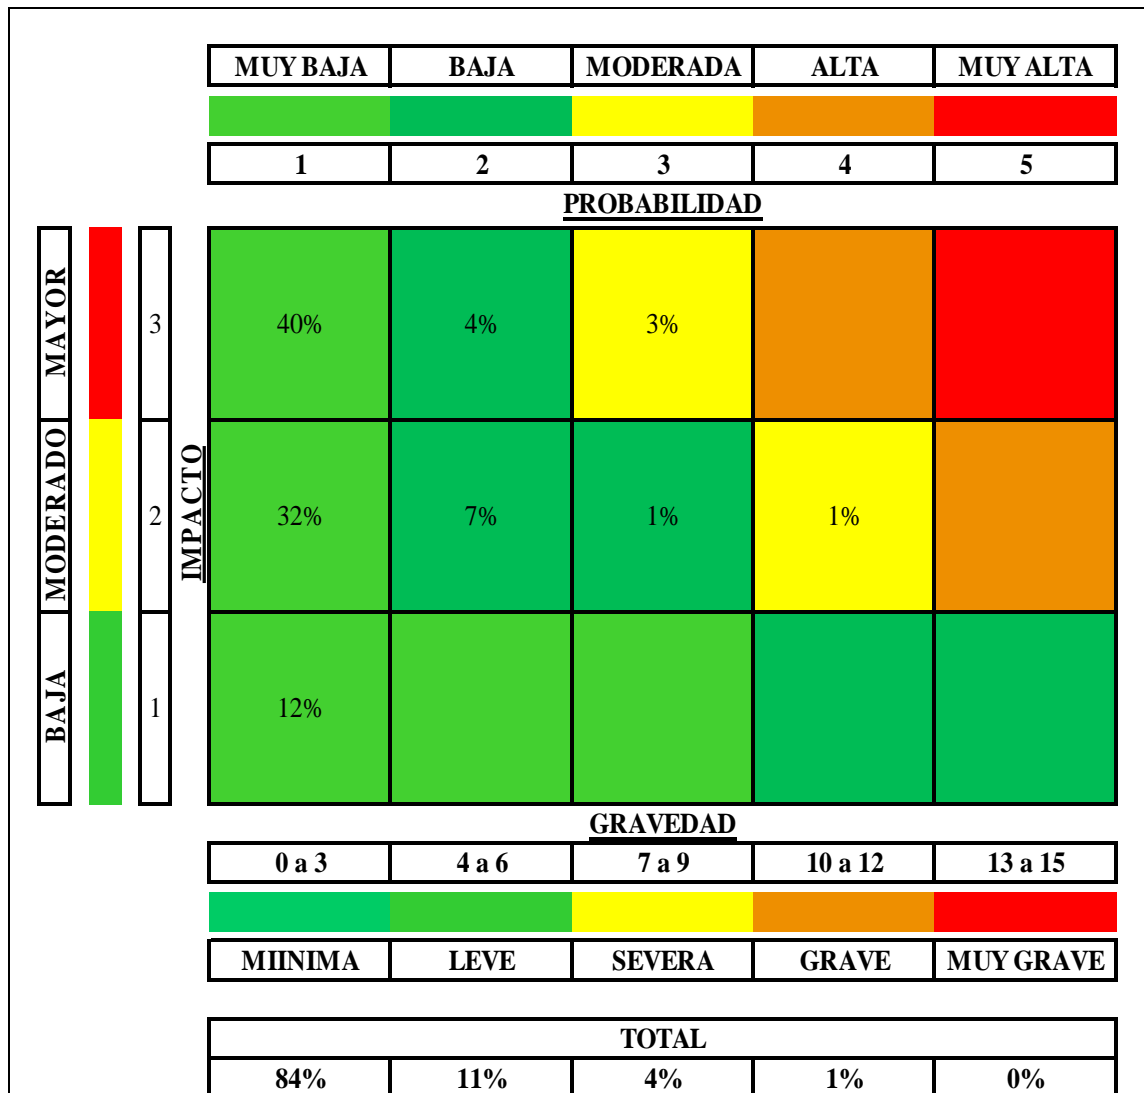 MUY BAJA BAJA MODERADA ALTA MUY ALTA
1 2 3 4 5
PROBABILIDAD
MAYOR 3 40% 4% 3%
MODERADO 2 IMPACTO 32% 7% 1% 1%
BAJA 1 12%
GRAVEDAD
0 a 3 4 a 6 7 a 9 10 a 12 13 a 15
MIINIMA LEVE SEVERA GRAVE MUY GRAVE
TOTAL
84% 11% 4% 1% 0%